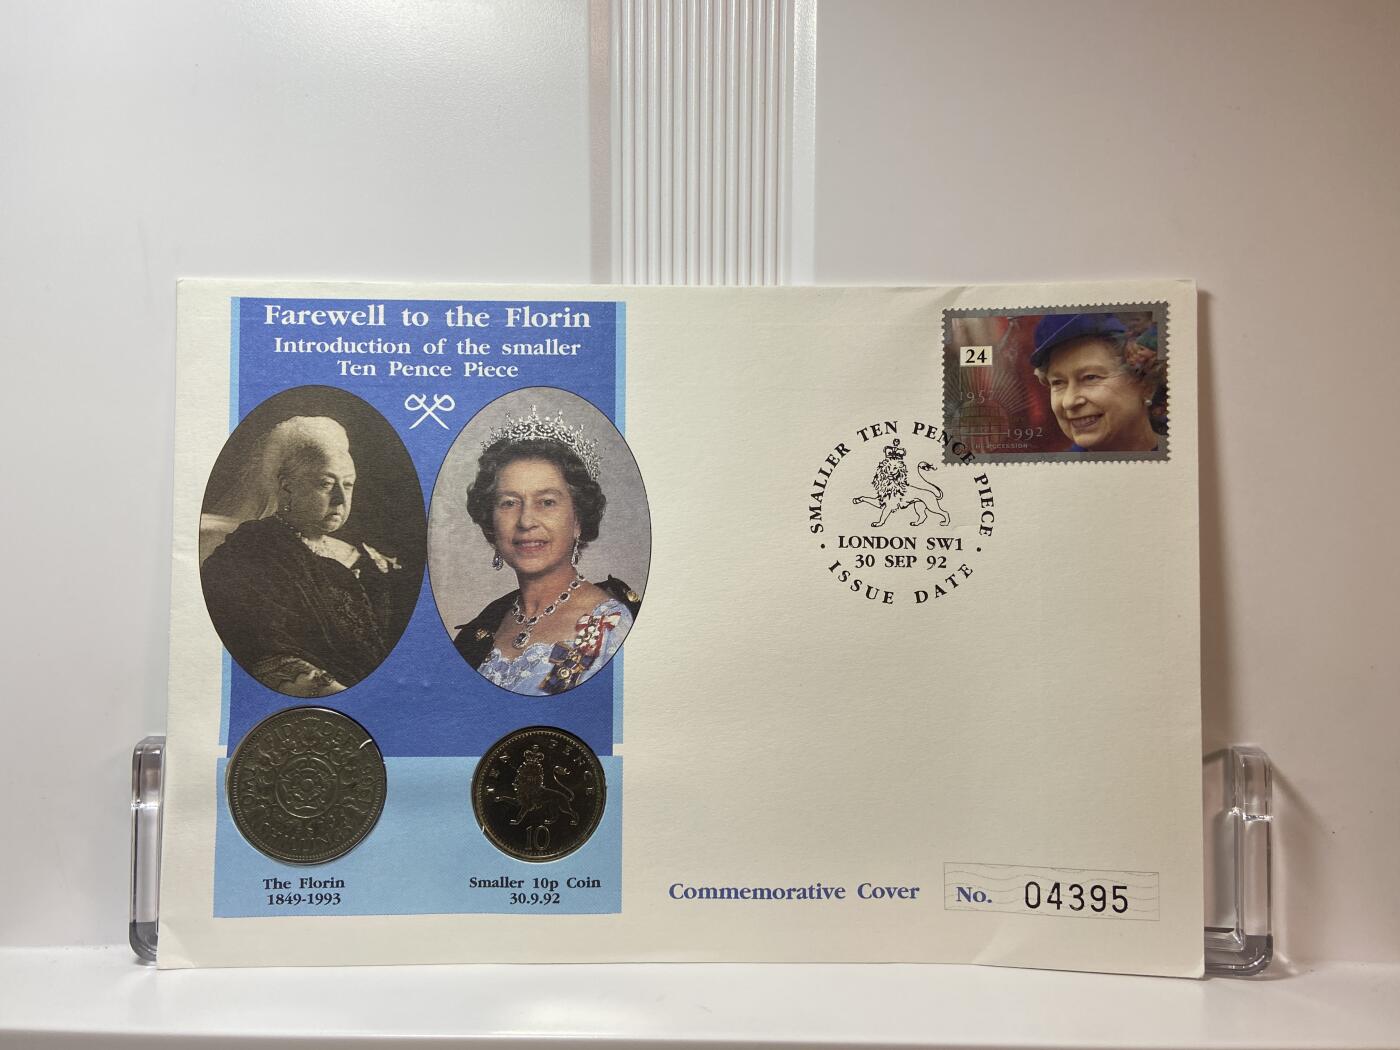 Farewell to the Florin
Introduction of the smaller
Ten Pence Piece
24
1957
1992
· SMALLER TEN PENCE PIECE ·
LONDON SW1
30 SEP 92
ISSUE DATE
TEN PENCE
10
The Florin
1849-1993
Smaller 10p Coin
30.9.92
Commemorative Cover
No. 04395